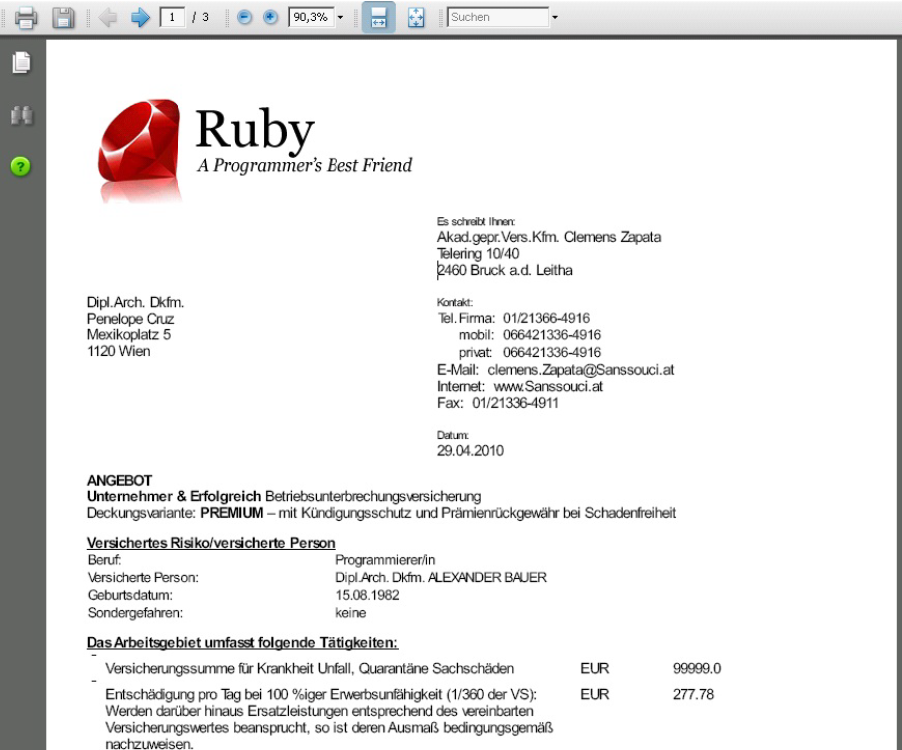 1 / 3 90,3% Suchen
Ruby
A Programmer's Best Friend
Es schreibt Ihnen:
Akad.gepr.Vers.Kfm. Clemens Zapata
Telering 10/40
2460 Bruck a.d. Leitha
Dipl.Arch. Dkfm.
Penelope Cruz
Mexikoplatz 5
1120 Wien
Kontakt:
Tel. Firma: 01/21366-4916
mobil: 066421336-4916
privat: 066421336-4916
E-Mail: clemens.Zapata@Sanssouci.at
Internet: www.Sanssouci.at
Fax: 01/21336-4911
Datum:
29.04.2010
ANGEBOT
Unternehmer & Erfolgreich Betriebsunterbrechungsversicherung
Deckungsvariante: PREMIUM – mit Kündigungsschutz und Prämienrückgewähr bei Schadenfreiheit
Versichertes Risiko/versicherte Person
Beruf: Programmierer/in
Versicherte Person: Dipl.Arch. Dkfm. ALEXANDER BAUER
Geburtsdatum: 15.08.1982
Sondergefahren: keine
Das Arbeitsgebiet umfasst folgende Tätigkeiten:
- Versicherungssumme für Krankheit Unfall, Quarantäne Sachschäden EUR 99999.0
- Entschädigung pro Tag bei 100 %iger Erwerbsunfähigkeit (1/360 der VS): EUR 277.78
Werden darüber hinaus Ersatzleistungen entsprechend des vereinbarten
Versicherungswertes beansprucht, so ist deren Ausmaß bedingungsgemäß
nachzuweisen.